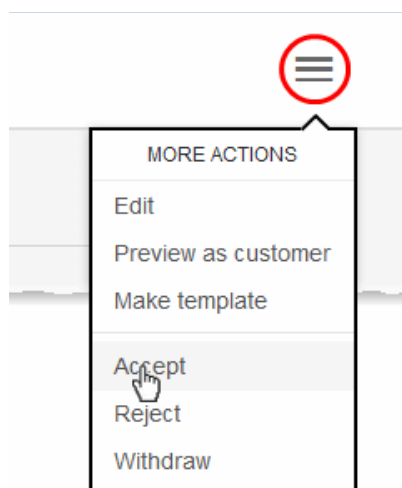 MORE ACTIONS
Edit
Preview as customer
Make template
Accept
Reject
Withdraw